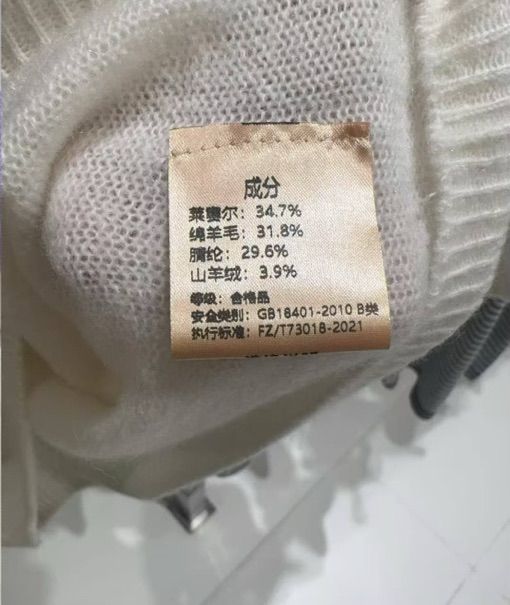 成分
莱赛尔：34.7%
绵羊毛：31.8%
腈纶：29.6%
山羊绒：3.9%
等级：合格品
安全类别：GB18401-2010 B类
执行标准：FZ/T73018-2021